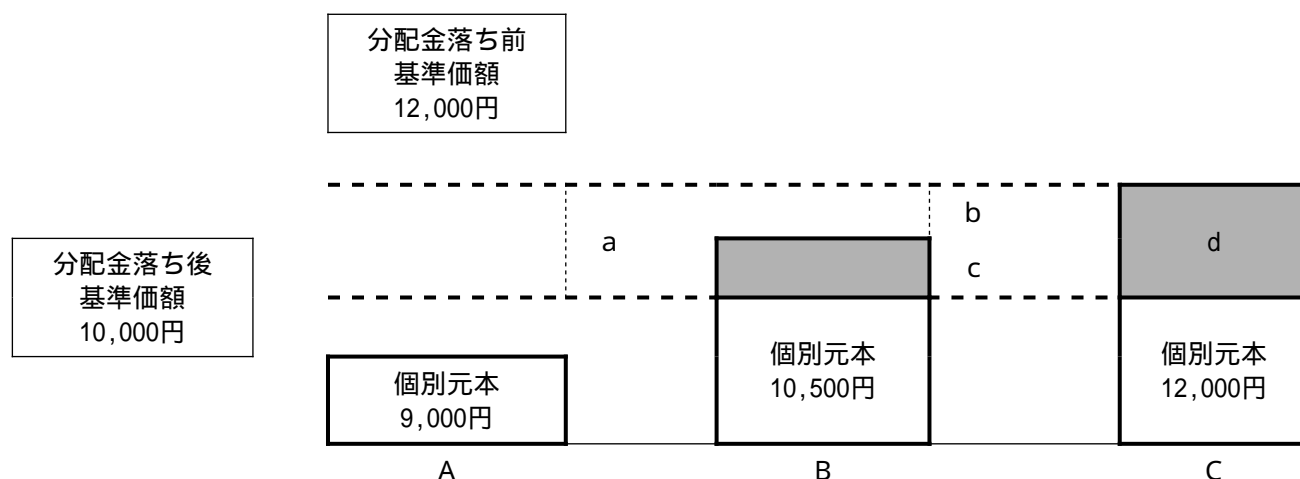 分配金落ち前
基準価額
12,000円
分配金落ち後
基準価額
10,000円
a
b
c
d
個別元本
9,000円
個別元本
10,500円
個別元本
12,000円
A
B
C